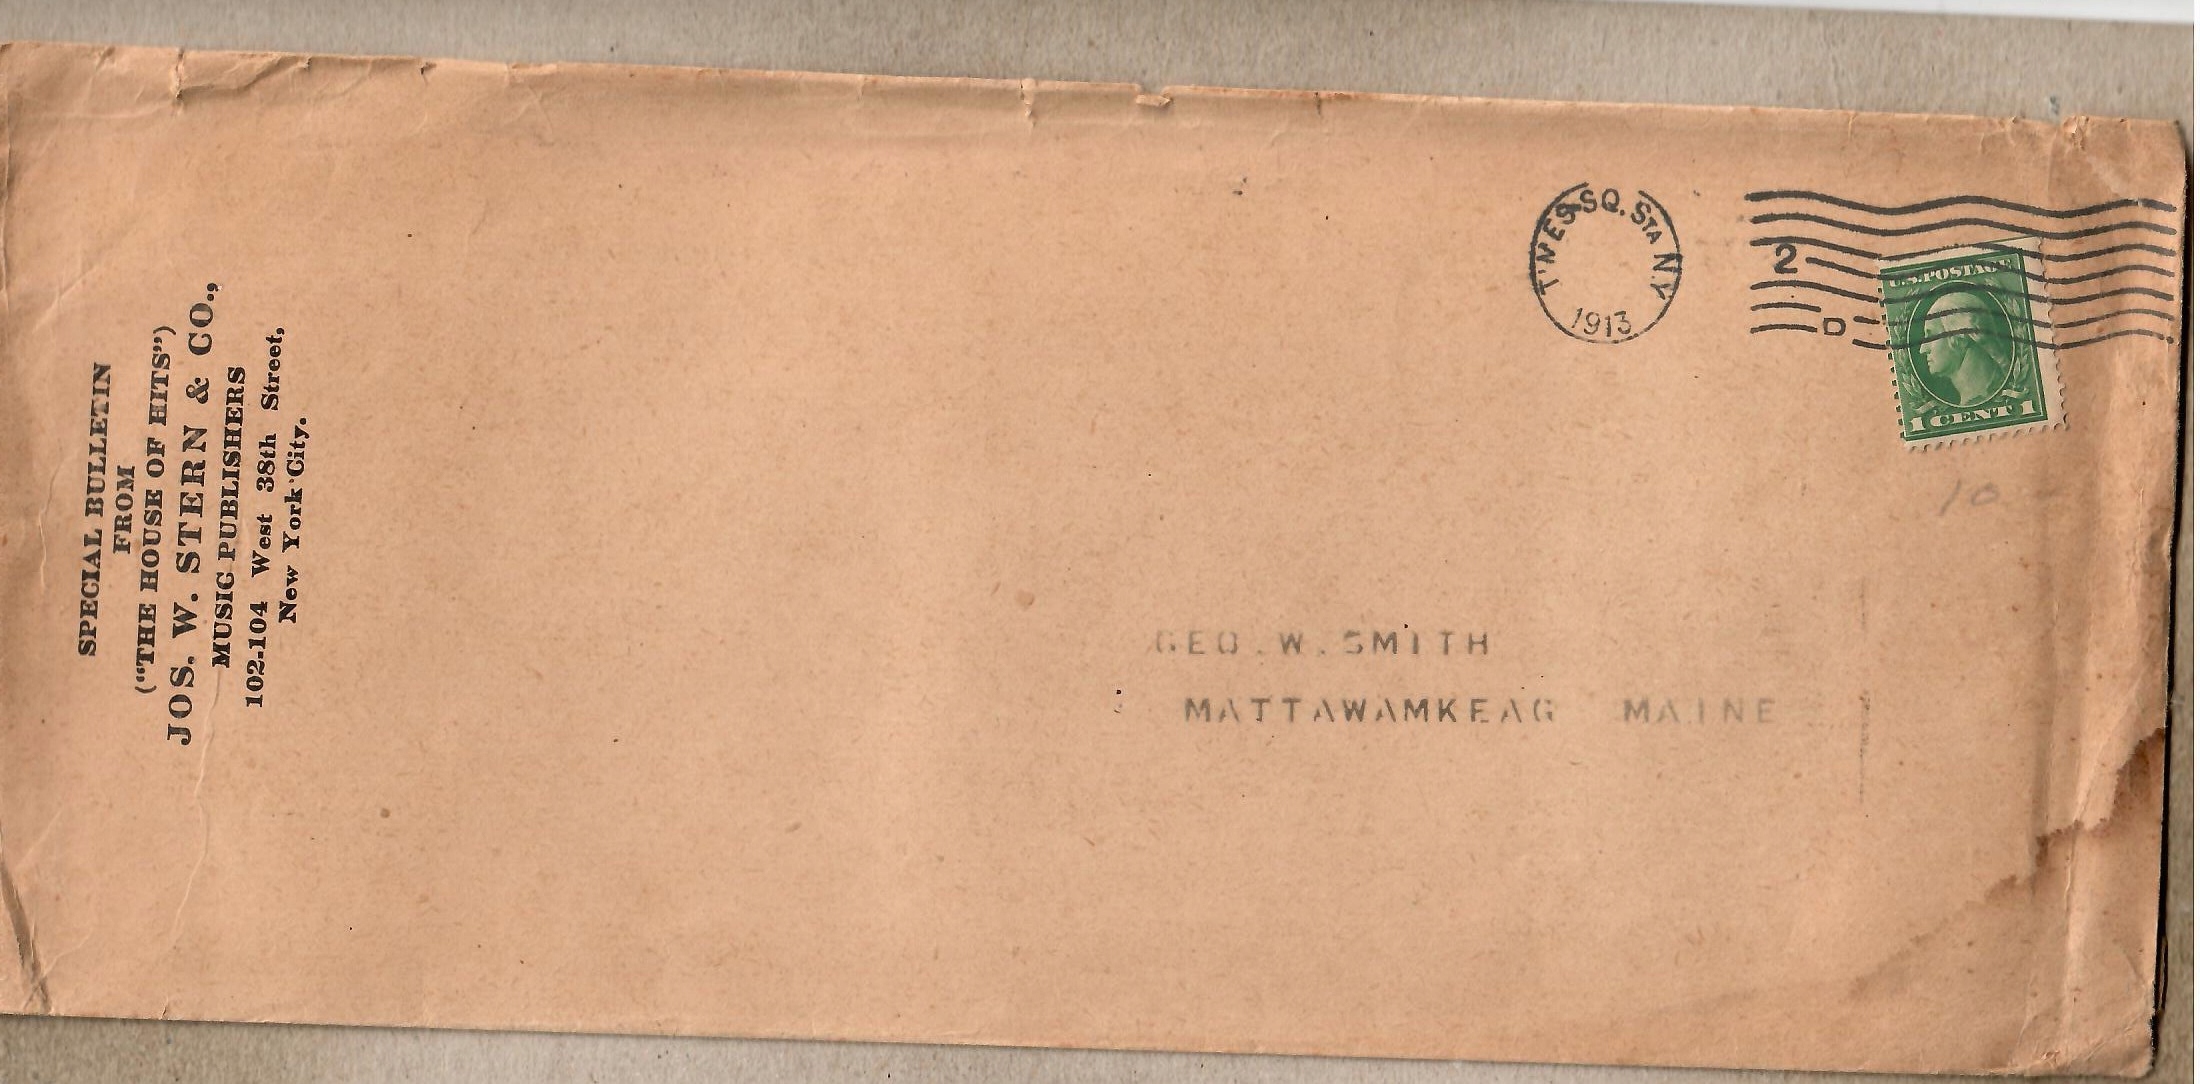 SPECIAL BULLETIN
FROM
("THE HOUSE OF HITS")
JOS. W. STERN & CO.,
MUSIC PUBLISHERS
102-104 West 38th Street,
New York City.
T'MES SQ. STA N.Y.
1913
2
D
U.S. POSTAGE
1 CENT 1
10
GEO. W. SMITH
MATTAWAMKEAG MAINE